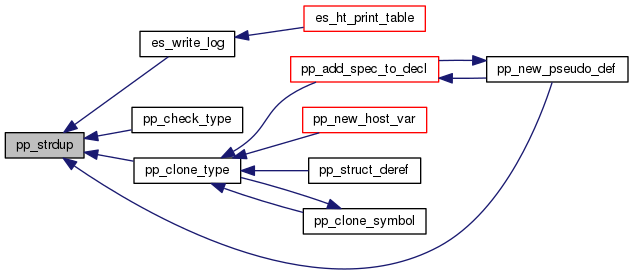 es_ht_print_table
es_write_log
pp_add_spec_to_decl
pp_new_pseudo_def
pp_check_type
pp_new_host_var
pp_strdup
pp_clone_type
pp_struct_deref
pp_clone_symbol